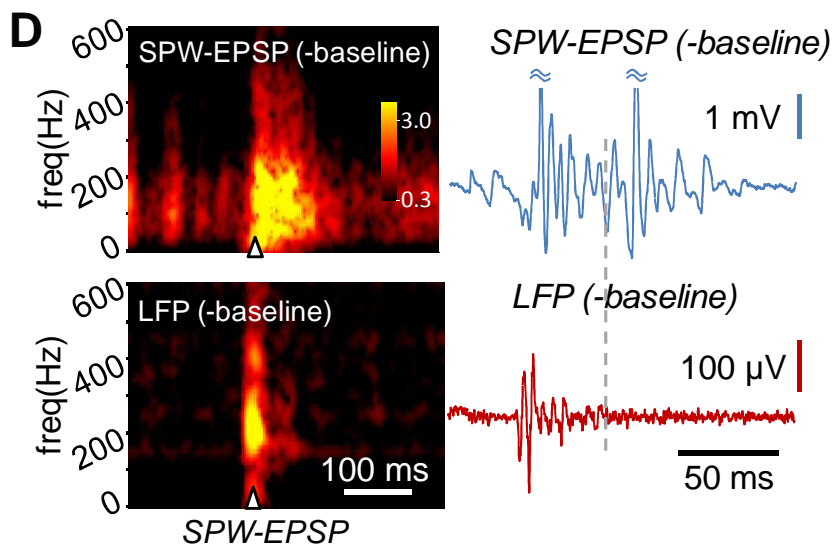 D
freq(Hz)
600
400
200
0
SPW-EPSP (-baseline)
3.0
0.3
SPW-EPSP (-baseline)
1 mV
freq(Hz)
600
400
200
0
LFP (-baseline)
100 ms
SPW-EPSP
LFP (-baseline)
100 µV
50 ms